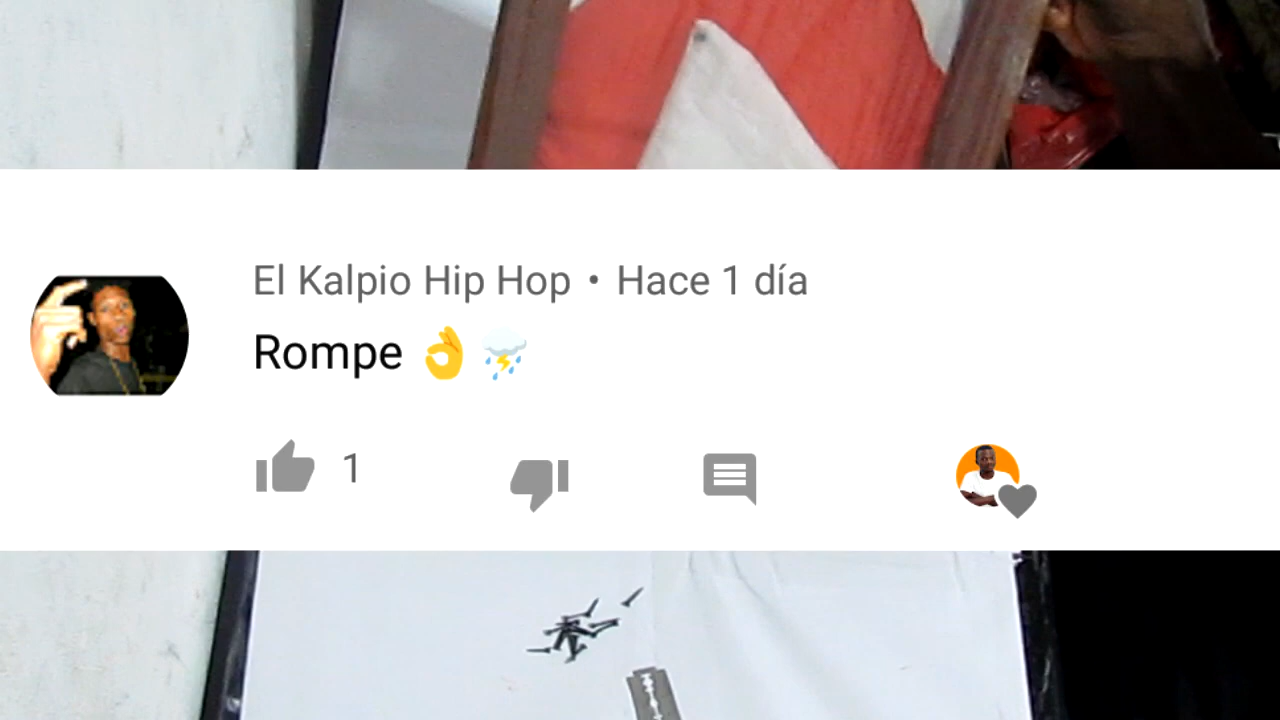 El Kalpio Hip Hop • Hace 1 día
Rompe 👌 ⛈️
1